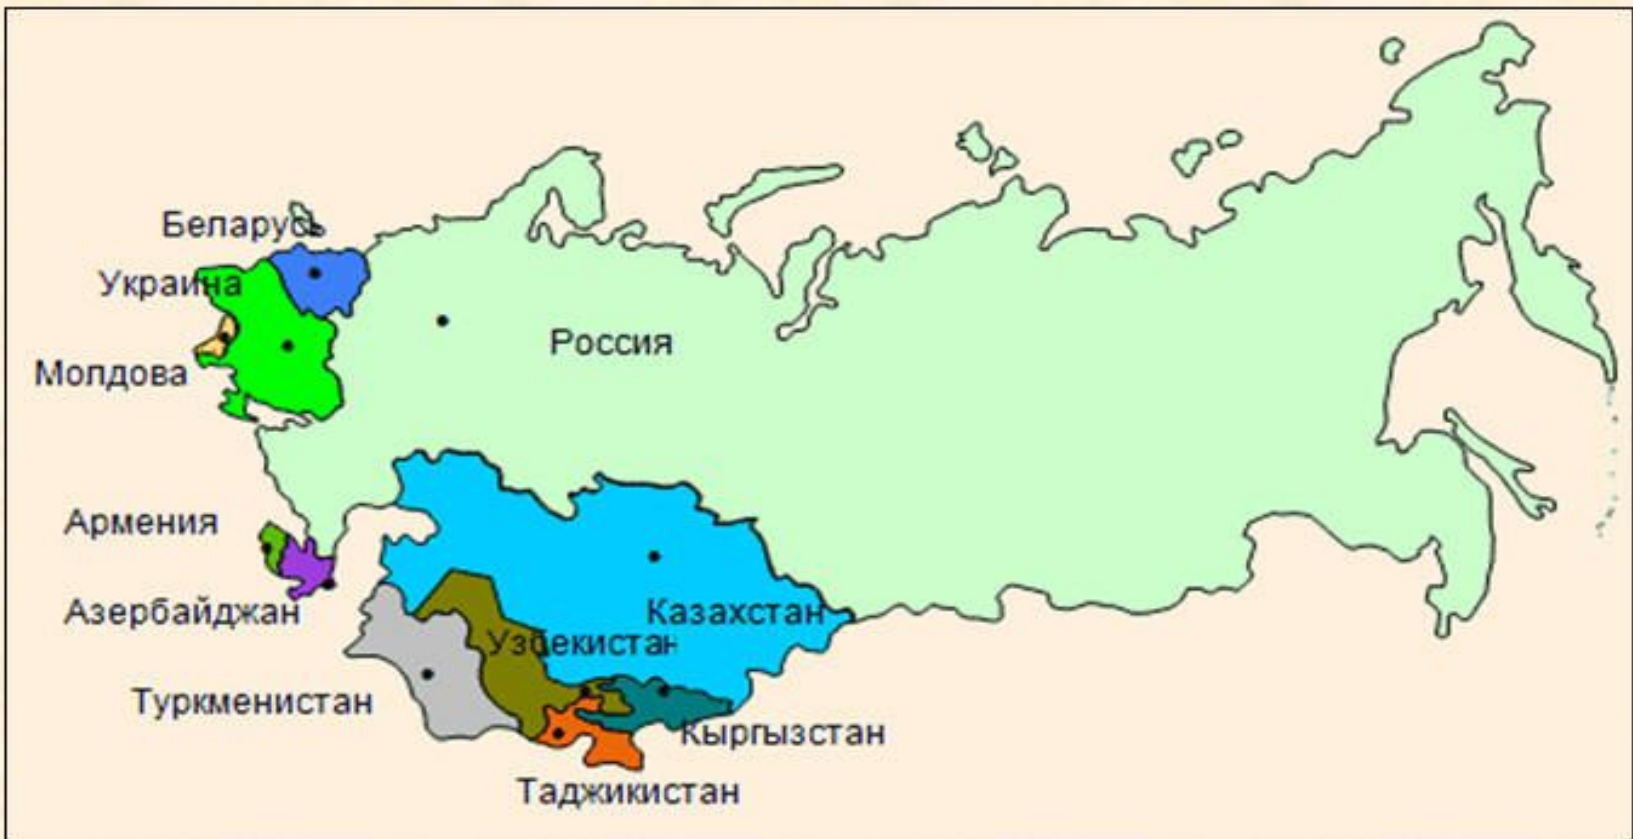 Беларусь
Украина
Россия
Молдова
Армения
Азербайджан
Казахстан
Узбекистан
Туркменистан
Кыргызстан
Таджикистан